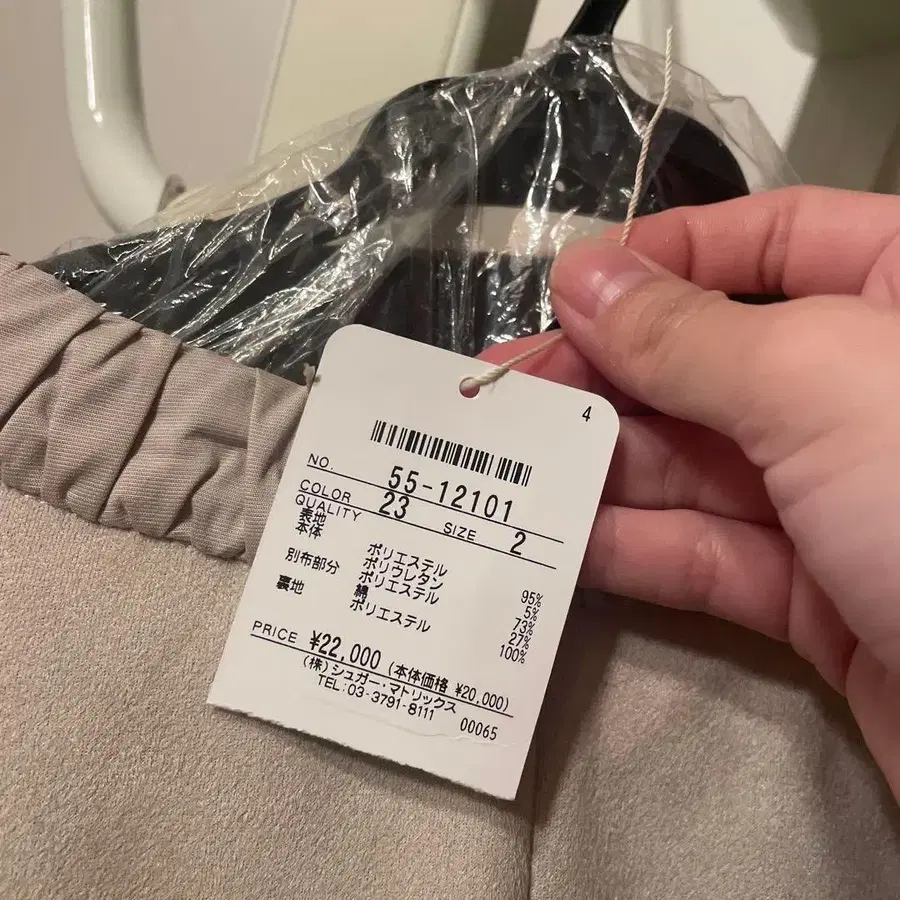 4
NO. 55-12101
COLOR 23 SIZE 2
QUALITY
表地
本体 ポリエステル 95%
ポリウレタン 5%
別布部分 ポリエステル 73%
綿 27%
裏地 ポリエステル 100%
PRICE ¥22,000 (本体価格 ¥20,000)
(株)シュガー・マトリックス
TEL:03-3791-8111 00065